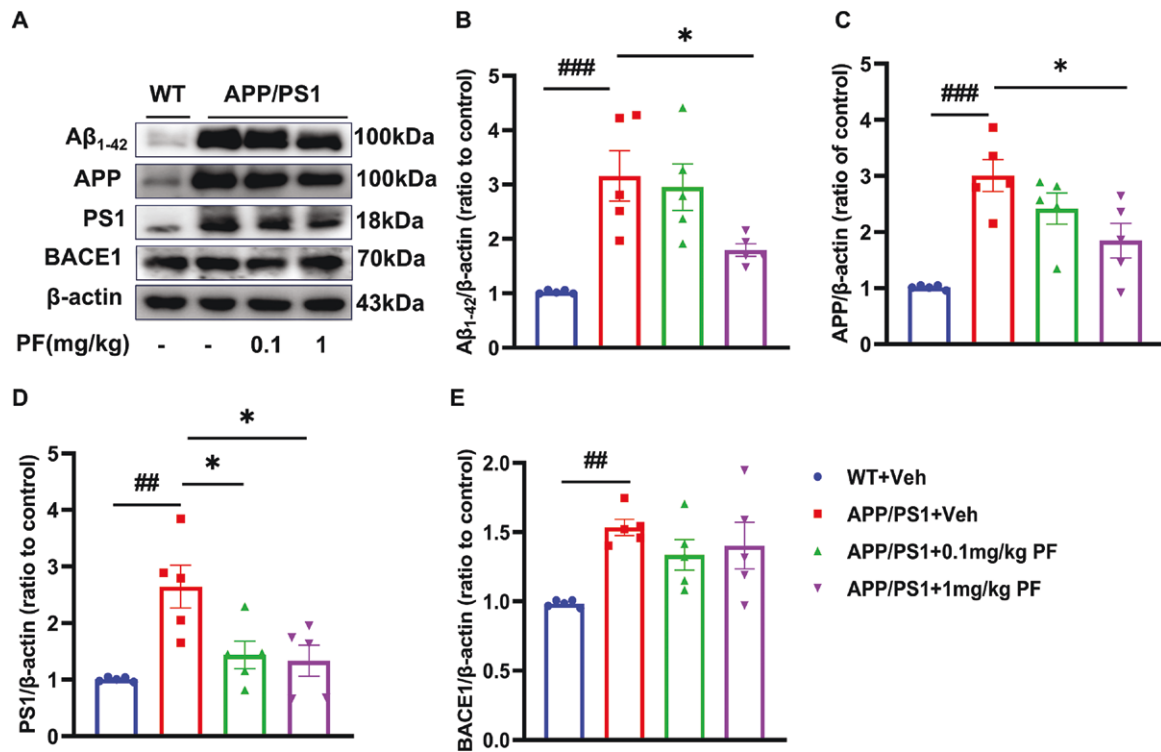 A
WT APP/PS1
Aβ1-42 100kDa
APP 100kDa
PS1 18kDa
BACE1 70kDa
β-actin 43kDa
PF(mg/kg) - - 0.1 1
B
Aβ1-42/β-actin (ratio to control)
5
4
3
2
1
0
###
*
C
APP/β-actin (ratio of control)
5
4
3
2
1
0
###
*
D
PS1/β-actin (ratio to control)
5
4
3
2
1
0
##
*
*
E
BACE1/β-actin (ratio to control)
2.0
1.5
1.0
0.5
0.0
##
WT+Veh
APP/PS1+Veh
APP/PS1+0.1mg/kg PF
APP/PS1+1mg/kg PF